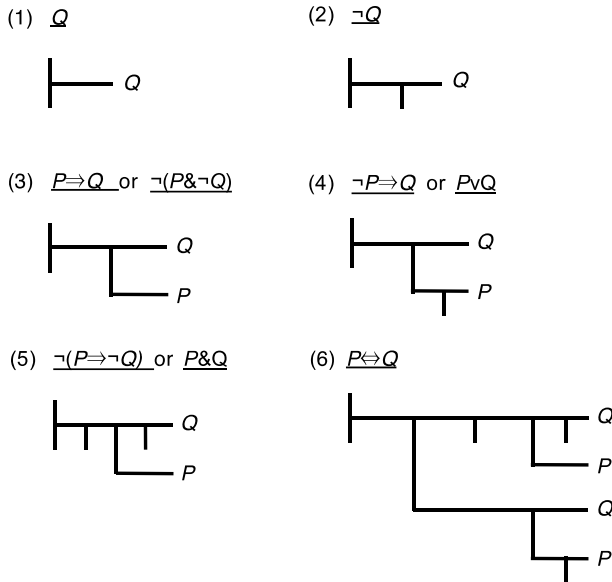 (1) Q
(2) ¬Q
Q
Q
(3) P⇒Q or ¬(P&¬Q)
(4) ¬P⇒Q or PvQ
Q
P
Q
P
(5) ¬(P⇒¬Q) or P&Q
(6) P⇔Q
Q
P
Q
P
Q
P